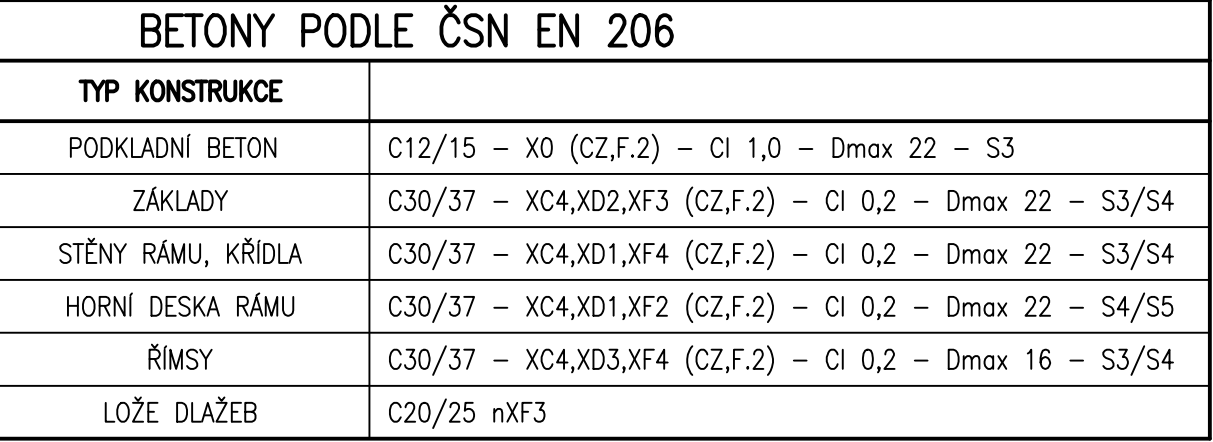 BETONY PODLE ČSN EN 206
TYP KONSTRUKCE
PODKLADNÍ BETON C12/15 – X0 (CZ,F.2) – Cl 1,0 – Dmax 22 – S3
ZÁKLADY C30/37 – XC4,XD2,XF3 (CZ,F.2) – Cl 0,2 – Dmax 22 – S3/S4
STĚNY RÁMU, KŘÍDLA C30/37 – XC4,XD1,XF4 (CZ,F.2) – Cl 0,2 – Dmax 22 – S3/S4
HORNÍ DESKA RÁMU C30/37 – XC4,XD1,XF2 (CZ,F.2) – Cl 0,2 – Dmax 22 – S4/S5
ŘÍMSY C30/37 – XC4,XD3,XF4 (CZ,F.2) – Cl 0,2 – Dmax 16 – S3/S4
LOŽE DLAŽEB C20/25 nXF3